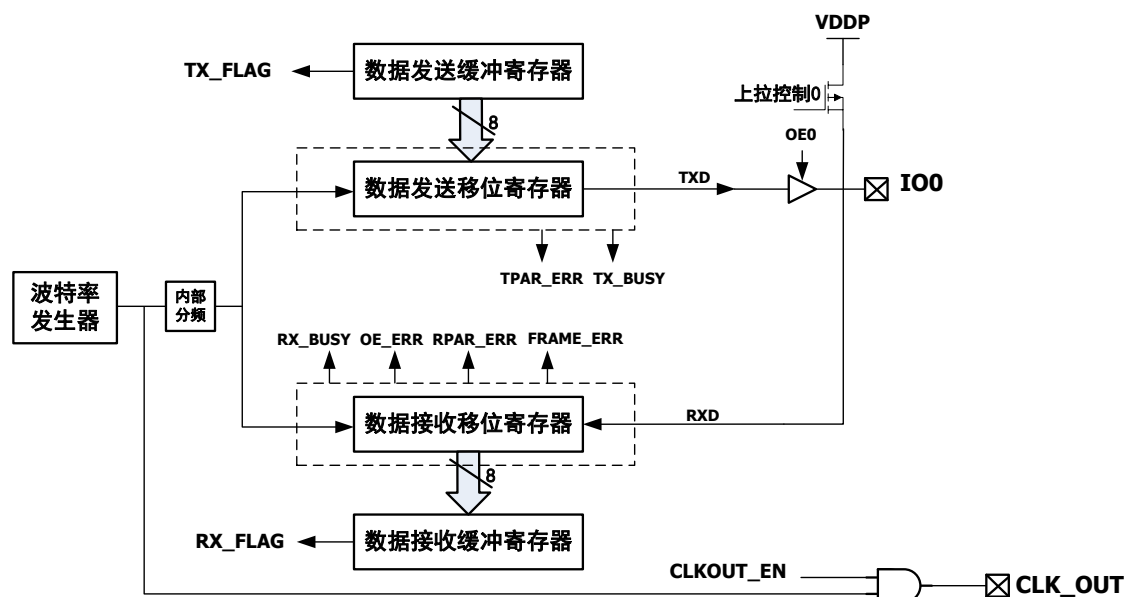 VDDP
TX_FLAG
数据发送缓冲寄存器
上拉控制0
8
OE0
数据发送移位寄存器
TXD
IO0
TPAR_ERR
TX_BUSY
波特率
发生器
内部
分频
RX_BUSY
OE_ERR
RPAR_ERR
FRAME_ERR
数据接收移位寄存器
RXD
8
RX_FLAG
数据接收缓冲寄存器
CLKOUT_EN
CLK_OUT